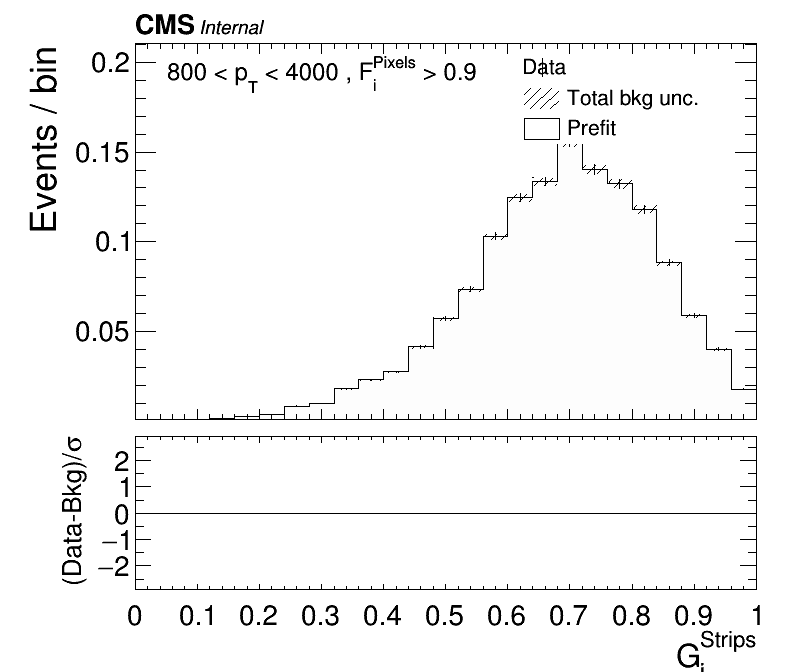 CMS Internal
800 < p_T < 4000 , F_i^Pixels > 0.9
Data
Total bkg unc.
Prefit
Events / bin
0.2
0.15
0.1
0.05
(Data-Bkg)/σ
2
1
0
−1
−2
0 0.1 0.2 0.3 0.4 0.5 0.6 0.7 0.8 0.9 1
G_i^Strips